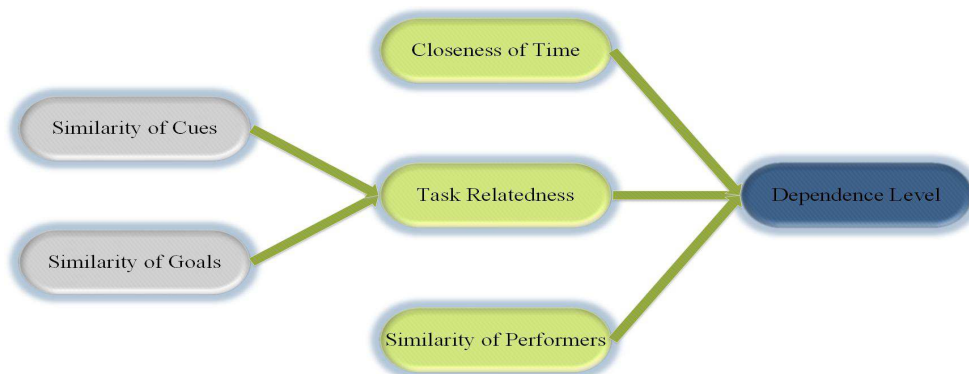 Closeness of Time
Similarity of Cues
Task Relatedness
Dependence Level
Similarity of Goals
Similarity of Performers